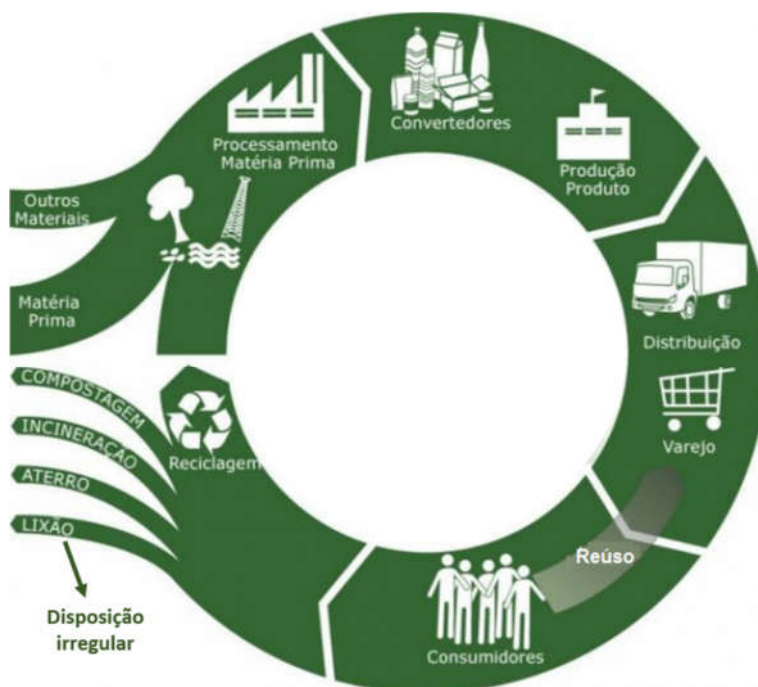 Processamento
Matéria Prima
Convertedores
Produção
Produto
Outros
Materiais
Matéria
Prima
Distribuição
Varejo
Reúso
Consumidores
Reciclagem
COMPOSTAGEM
INCINERAÇÃO
ATERRO
LIXÃO
Disposição
irregular